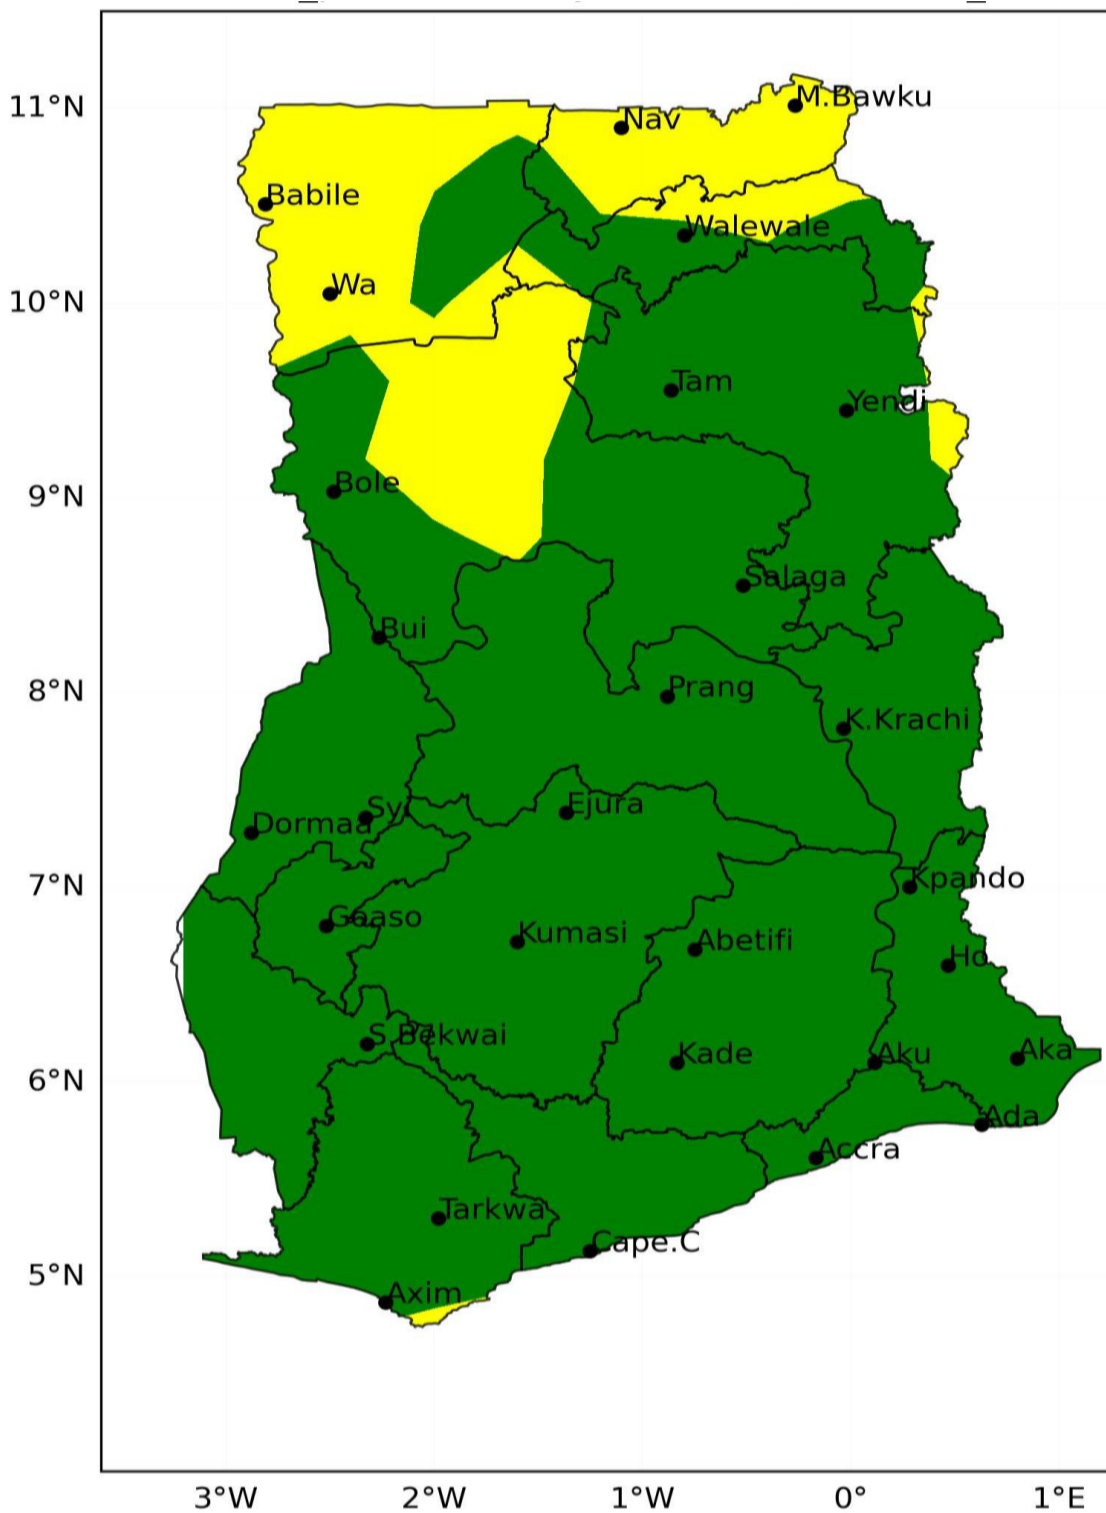 M.Bawku
11°N
Nav
Babile
Walewale
10°N
Wa
Tam
Yendi
9°N
Bole
Salaga
Bui
8°N
Prang
K.Krachi
Sy
Ejura
Dormaa
7°N
Kpando
Goaso
Kumasi
Abetifi
Ho
S.Bekwai
Kade
Aku
Aka
6°N
Ada
Accra
Tarkwa
Cape.C
5°N
Axim
3°W 2°W 1°W 0° 1°E